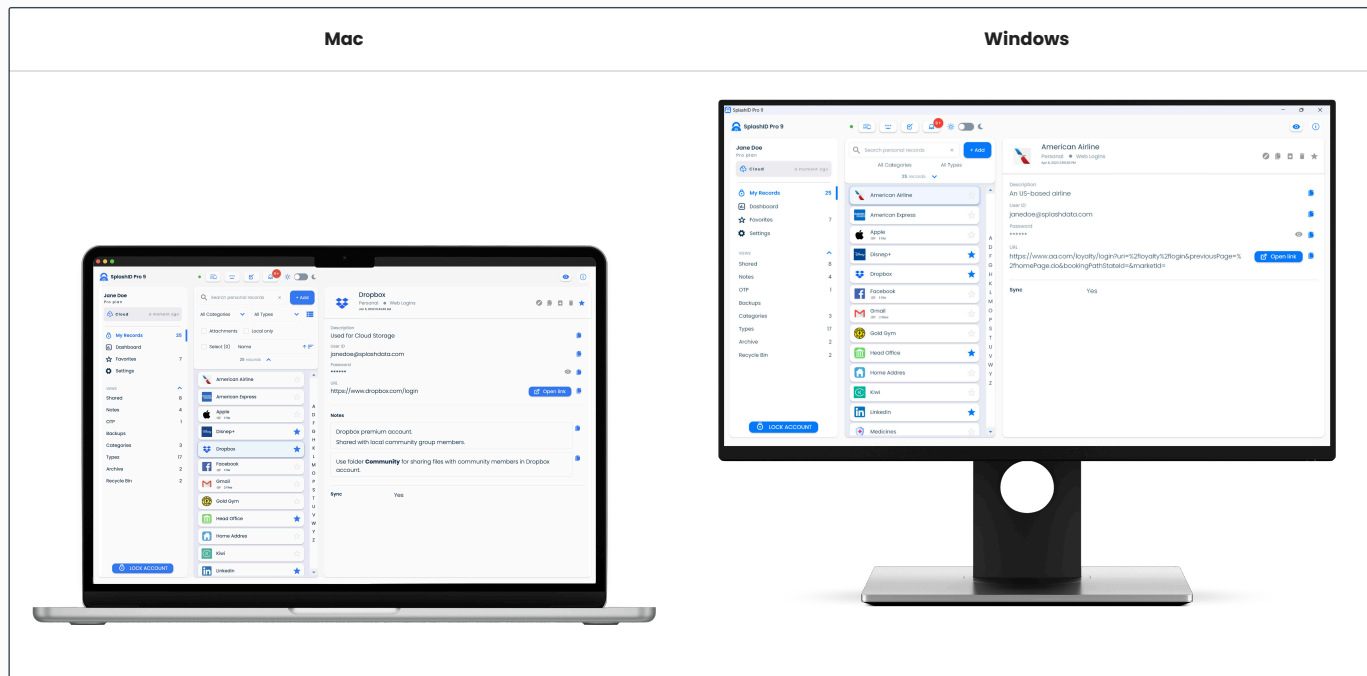 Mac
Windows
SplashID Pro 9
9+
Jane Doe
Pro plan
Cloud
a moment ago
My Records 25
Dashboard
Favorites 7
Settings
VIEWS
Shared 8
Notes 4
OTP 1
Backups
Categories 3
Types 17
Archive 2
Recycle Bin 2
LOCK ACCOUNT
Search personal records
+ Add
All Categories
All Types
Attachments
Local only
Select (0)
Name
25 records
American Airline
American Express
Apple
Disnep+
Dropbox
Facebook
Gmail
Gold Gym
Head Office
Home Addres
Kiwi
LinkedIn
A
D
F
G
H
K
L
M
O
P
S
T
U
V
W
Y
Z
Dropbox
Personal Web Logins
Description
Used for Cloud Storage
User ID
janedoe@splashdata.com
Password
******
URL
https://www.dropbox.com/login
Open link
Notes
Dropbox premium account.
Shared with local community group members.
Use folder Community for sharing files with community members in Dropbox
account.
Sync Yes
SplashID Pro 9
SplashID Pro 9
9+
Jane Doe
Pro plan
Cloud
a moment ago
My Records 25
Dashboard
Favorites 7
Settings
VIEWS
Shared 8
Notes 4
OTP 1
Backups
Categories 3
Types 17
Archive 2
Recycle Bin 2
LOCK ACCOUNT
Search personal records
+ Add
All Categories
All Types
25 records
American Airline
American Express
Apple
Disnep+
Dropbox
Facebook
Gmail
Gold Gym
Head Office
Home Addres
Kiwi
LinkedIn
Medicines
A
D
F
G
H
K
L
M
O
P
S
T
U
V
W
Y
Z
American Airline
Personal Web Logins
Description
An US-based airline
User ID
janedoe@splashdata.com
Password
******
URL
https://www.aa.com/loyalty/login?uri=%2floyalty%2flogin&previousPage=%
2fhomePage.do&bookingPathStateId=&marketId=
Open link
Sync Yes